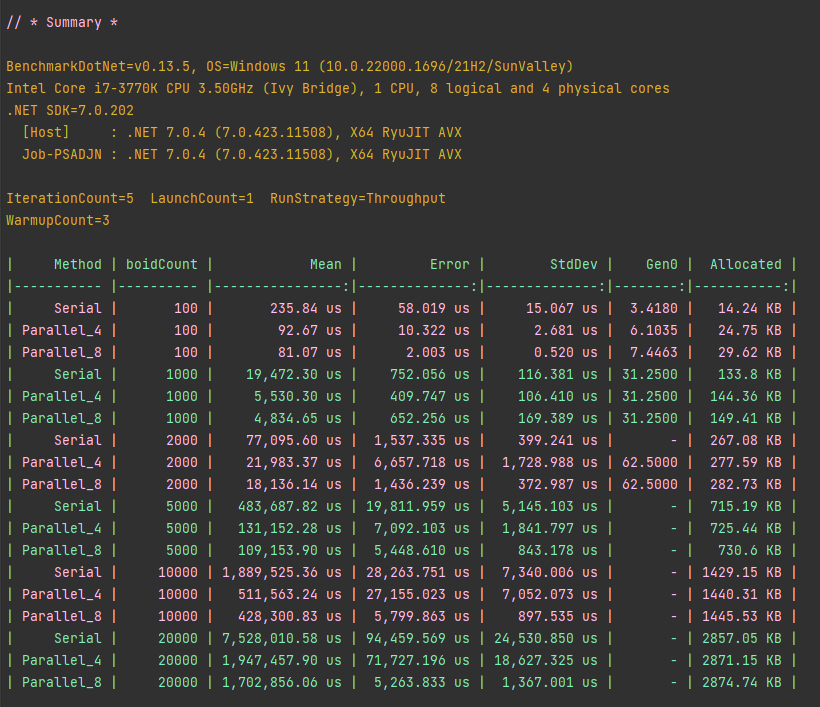 // * Summary *
BenchmarkDotNet=v0.13.5, OS=Windows 11 (10.0.22000.1696/21H2/SunValley)
Intel Core i7-3770K CPU 3.50GHz (Ivy Bridge), 1 CPU, 8 logical and 4 physical cores
.NET SDK=7.0.202
  [Host]     : .NET 7.0.4 (7.0.423.11508), X64 RyuJIT AVX
  Job-PSADJN : .NET 7.0.4 (7.0.423.11508), X64 RyuJIT AVX
IterationCount=5  LaunchCount=1  RunStrategy=Throughput
WarmupCount=3
|     Method | boidCount |            Mean |         Error |        StdDev |    Gen0 |  Allocated |
|----------- |---------- |----------------:|--------------:|--------------:|--------:|-----------:|
|     Serial |       100 |       235.84 us |     58.019 us |     15.067 us |  3.4180 |   14.24 KB |
| Parallel_4 |       100 |        92.67 us |     10.322 us |      2.681 us |  6.1035 |   24.75 KB |
| Parallel_8 |       100 |        81.07 us |      2.003 us |      0.520 us |  7.4463 |   29.62 KB |
|     Serial |      1000 |    19,472.30 us |    752.056 us |    116.381 us | 31.2500 |   133.8 KB |
| Parallel_4 |      1000 |     5,530.30 us |    409.747 us |    106.410 us | 31.2500 |  144.36 KB |
| Parallel_8 |      1000 |     4,834.65 us |    652.256 us |    169.389 us | 31.2500 |  149.41 KB |
|     Serial |      2000 |    77,095.60 us |  1,537.335 us |    399.241 us |       - |  267.08 KB |
| Parallel_4 |      2000 |    21,983.37 us |  6,657.718 us |  1,728.988 us | 62.5000 |  277.59 KB |
| Parallel_8 |      2000 |    18,136.14 us |  1,436.239 us |    372.987 us | 62.5000 |  282.73 KB |
|     Serial |      5000 |   483,687.82 us | 19,811.959 us |  5,145.103 us |       - |  715.19 KB |
| Parallel_4 |      5000 |   131,152.28 us |  7,092.103 us |  1,841.797 us |       - |  725.44 KB |
| Parallel_8 |      5000 |   109,153.90 us |  5,448.610 us |    843.178 us |       - |   730.6 KB |
|     Serial |     10000 | 1,889,525.36 us | 28,263.751 us |  7,340.006 us |       - | 1429.15 KB |
| Parallel_4 |     10000 |   511,563.24 us | 27,155.023 us |  7,052.073 us |       - | 1440.31 KB |
| Parallel_8 |     10000 |   428,300.83 us |  5,799.863 us |    897.535 us |       - | 1445.53 KB |
|     Serial |     20000 | 7,528,010.58 us | 94,459.569 us | 24,530.850 us |       - | 2857.05 KB |
| Parallel_4 |     20000 | 1,947,457.90 us | 71,727.196 us | 18,627.325 us |       - | 2871.15 KB |
| Parallel_8 |     20000 | 1,702,856.06 us |  5,263.833 us |  1,367.001 us |       - | 2874.74 KB |